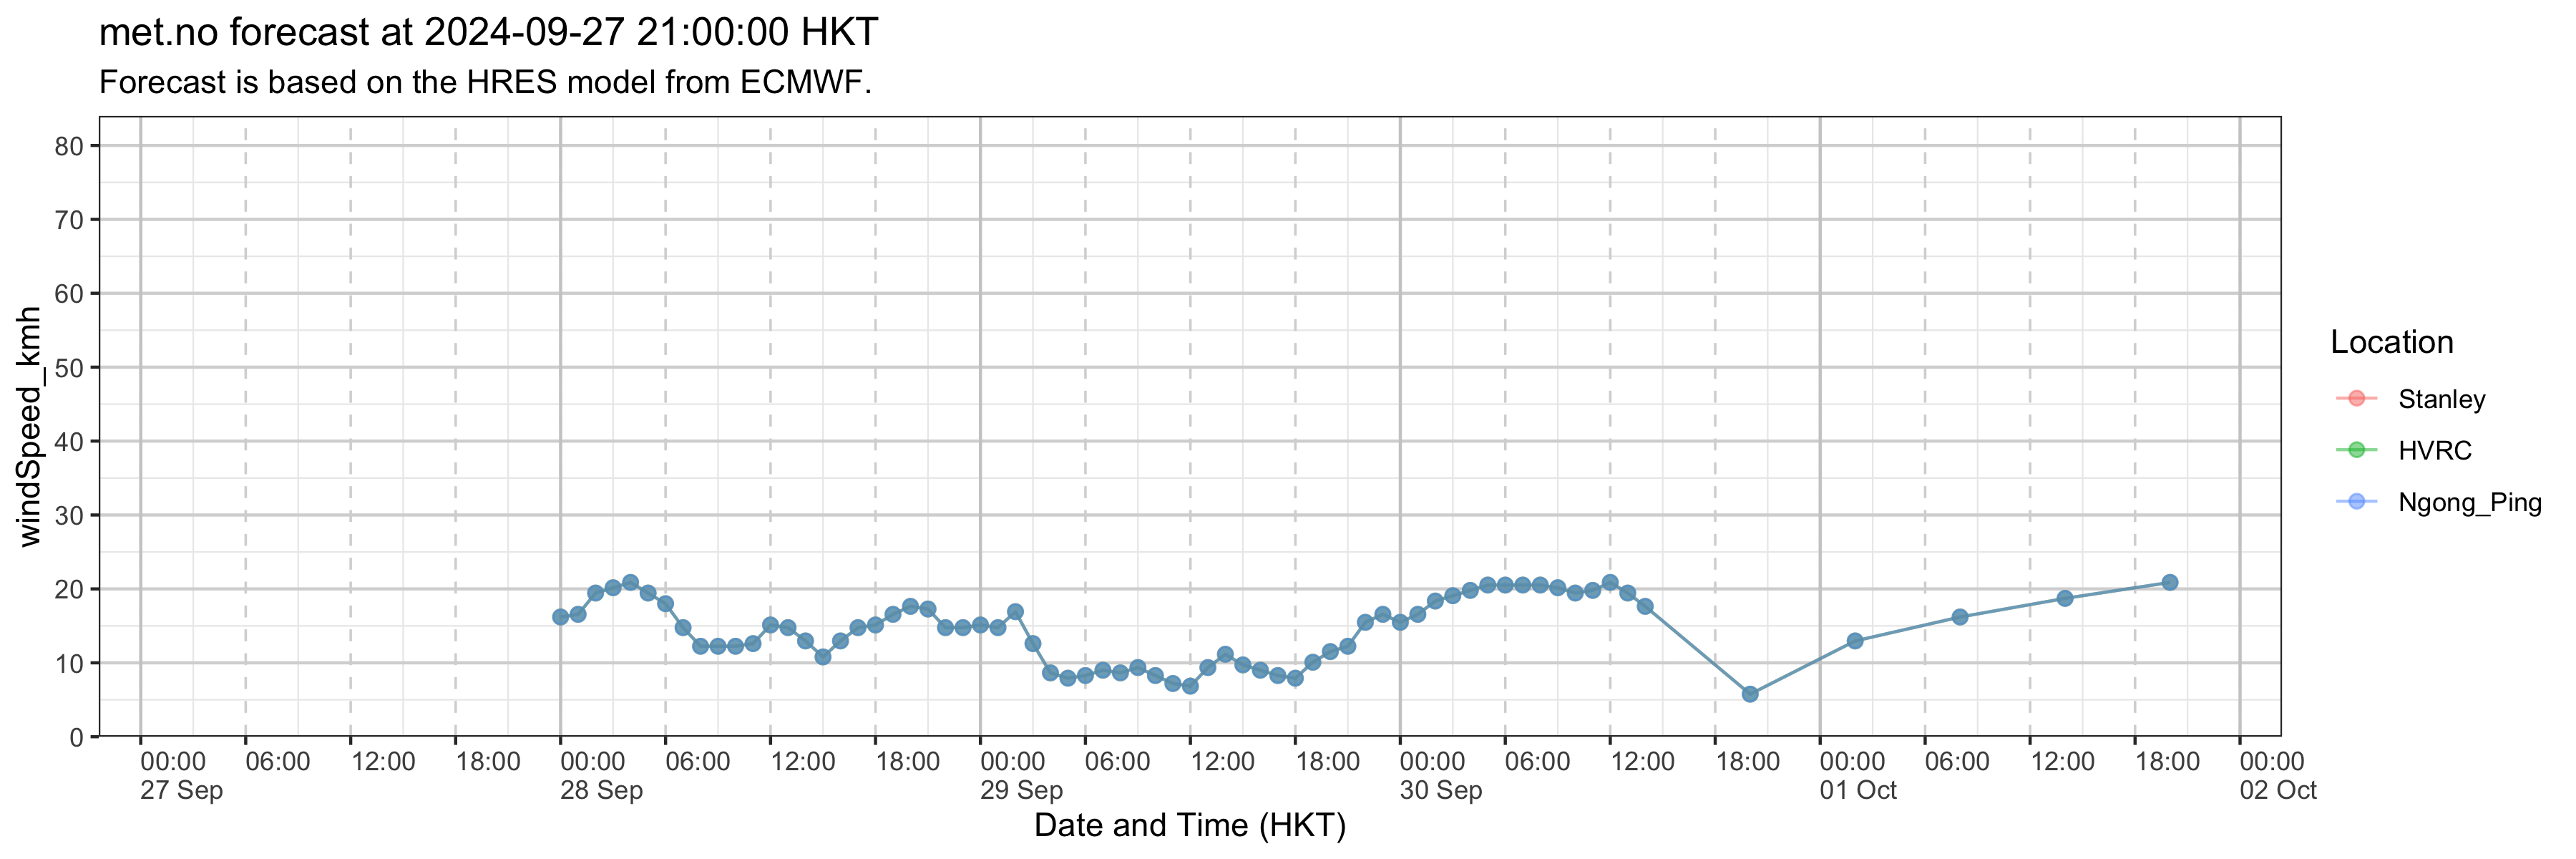 met.no forecast at 2024-09-27 21:00:00 HKT
Forecast is based on the HRES model from ECMWF.
windSpeed_kmh
80
70
60
50
40
30
20
10
0
00:00 06:00 12:00 18:00 00:00 06:00 12:00 18:00 00:00 06:00 12:00 18:00 00:00 06:00 12:00 18:00 00:00 06:00 12:00 18:00 00:00
27 Sep 28 Sep 29 Sep 30 Sep 01 Oct 02 Oct
Date and Time (HKT)
Location
Stanley
HVRC
Ngong_Ping